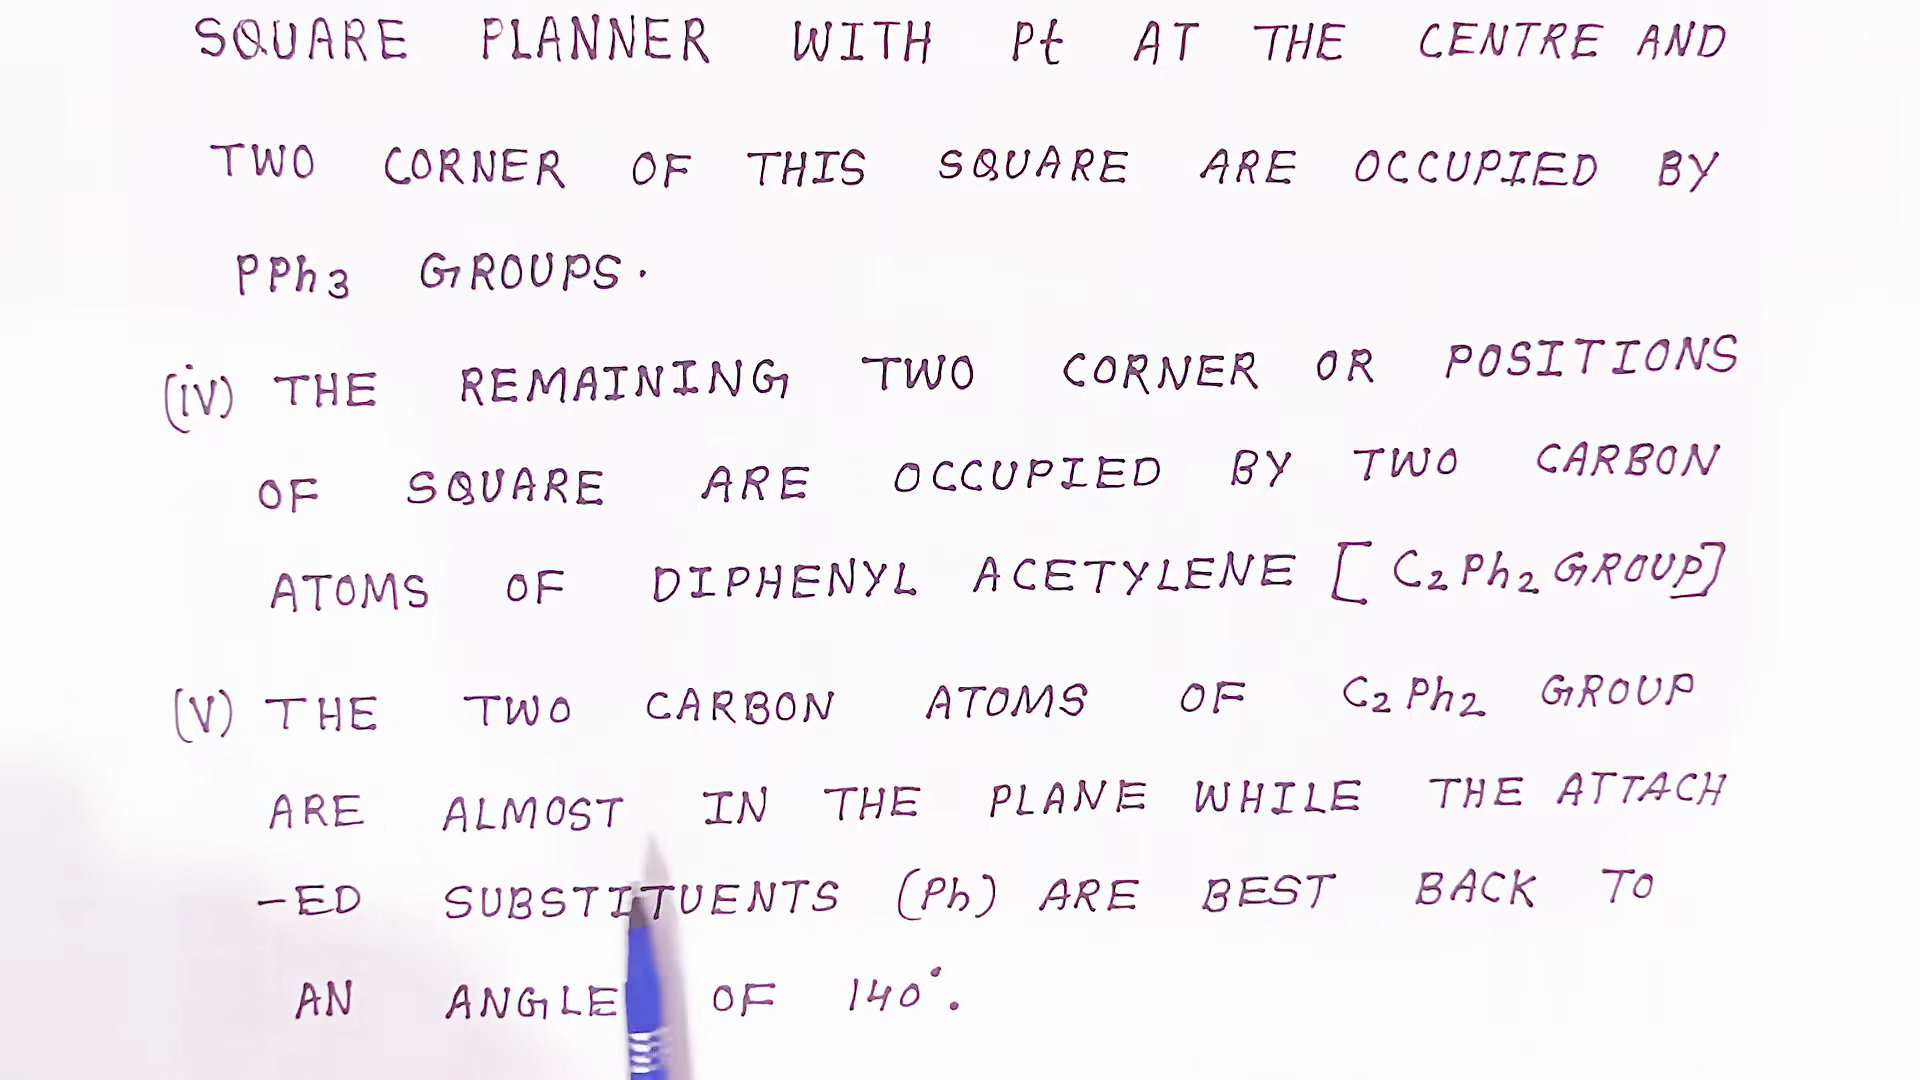 SQUARE PLANNER WITH Pt AT THE CENTRE AND
TWO CORNER OF THIS SQUARE ARE OCCUPIED BY
PPh3 GROUPS.
(iv) THE REMAINING TWO CORNER OR POSITIONS
OF SQUARE ARE OCCUPIED BY TWO CARBON
ATOMS OF DIPHENYL ACETYLENE [C₂Ph₂ GROUP]
(V) THE TWO CARBON ATOMS OF C₂Ph₂ GROUP
ARE ALMOST IN THE PLANE WHILE THE ATTACH
-ED SUBSTITUENTS (Ph) ARE BEST BACK TO
AN ANGLE OF 140°.